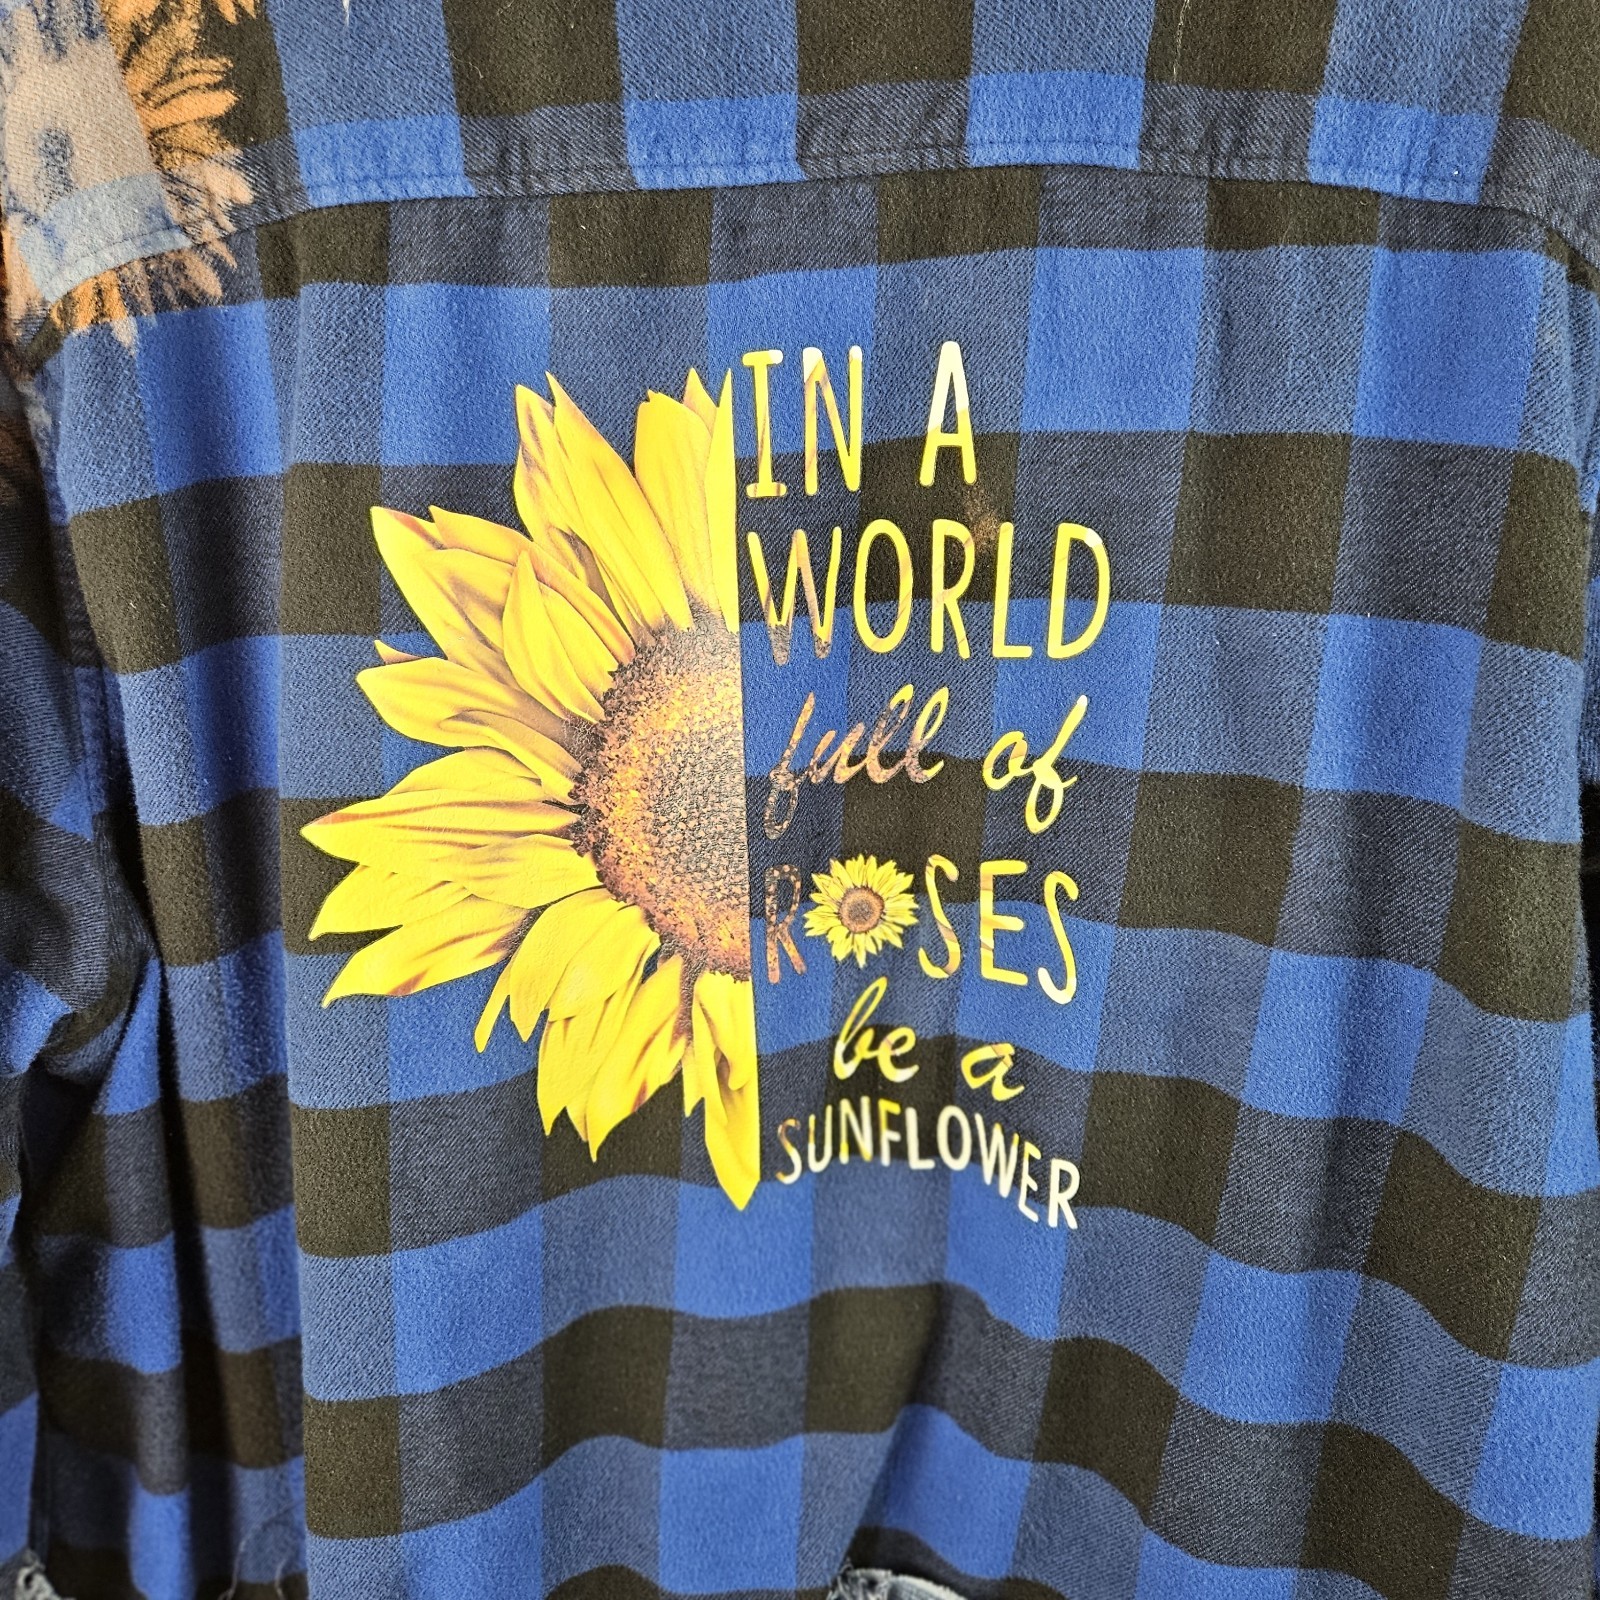 IN A
WORLD
full of
ROSES
be a
SUNFLOWER